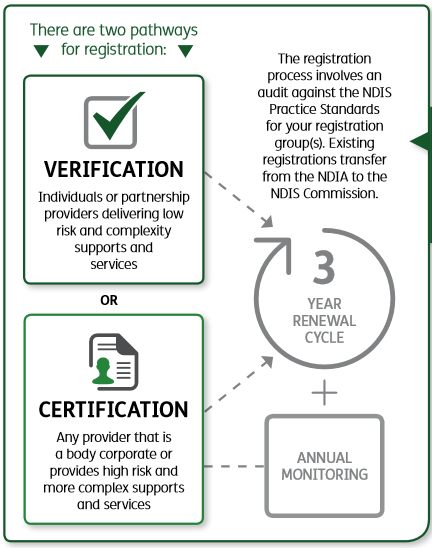 There are two pathways
for registration:
VERIFICATION
Individuals or partnership
providers delivering low
risk and complexity
supports and
services
OR
CERTIFICATION
Any provider that is
a body corporate or
provides high risk and
more complex supports
and services
The registration
process involves an
audit against the NDIS
Practice Standards
for your registration
group(s). Existing
registrations transfer
from the NDIA to the
NDIS Commission.
3
YEAR
RENEWAL
CYCLE
+
ANNUAL
MONITORING